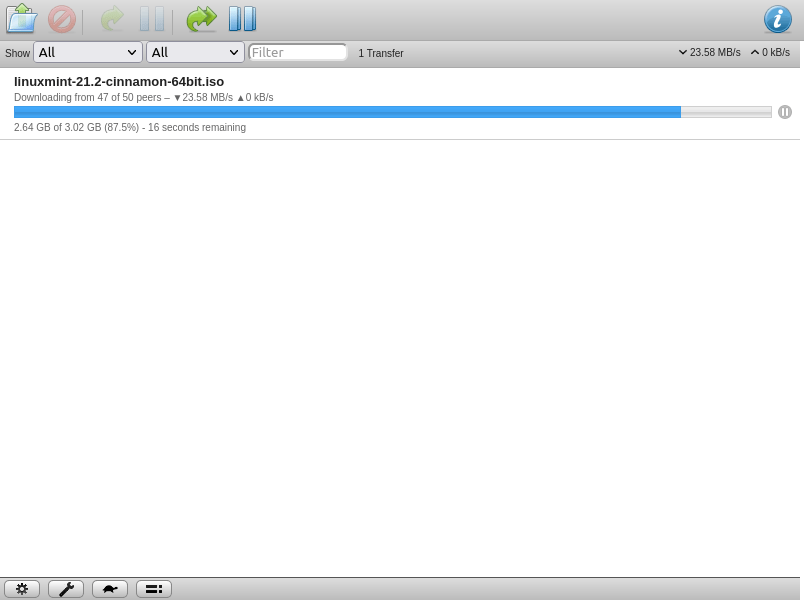 Show All All Filter 1 Transfer 23.58 MB/s 0 kB/s
linuxmint-21.2-cinnamon-64bit.iso
Downloading from 47 of 50 peers – ▼23.58 MB/s ▲0 kB/s
2.64 GB of 3.02 GB (87.5%) - 16 seconds remaining